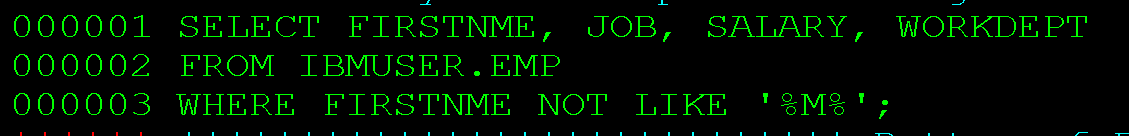 000001 SELECT FIRSTNME, JOB, SALARY, WORKDEPT
000002 FROM IBMUSER.EMP
000003 WHERE FIRSTNME NOT LIKE '%M%';